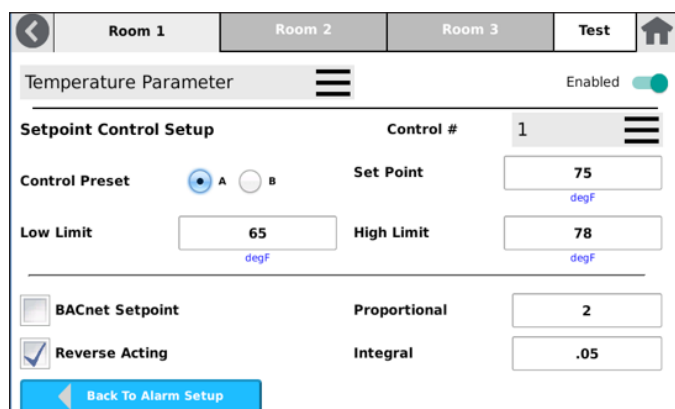 Room 1 Room 2 Room 3 Test
Temperature Parameter Enabled
Setpoint Control Setup Control # 1
Control Preset A B Set Point 75
degF
Low Limit 65 High Limit 78
degF degF
BACnet Setpoint Proportional 2
Reverse Acting Integral .05
Back To Alarm Setup